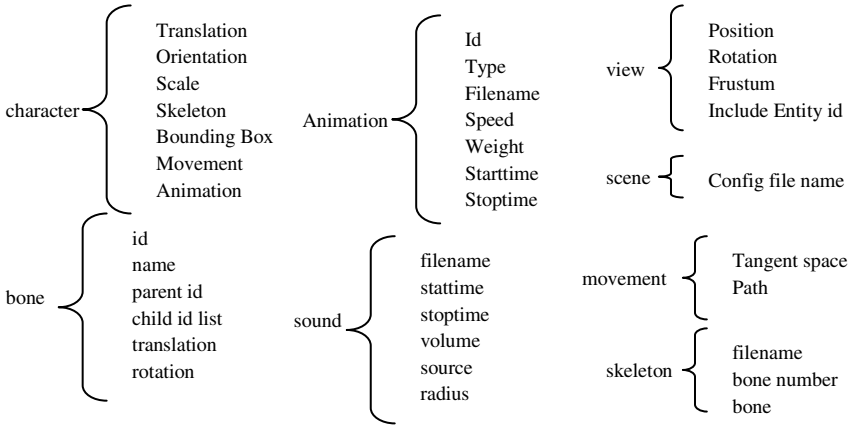 character
Translation
Orientation
Scale
Skeleton
Bounding Box
Movement
Animation
Animation
Id
Type
Filename
Speed
Weight
Starttime
Stoptime
view
Position
Rotation
Frustum
Include Entity id
scene
Config file name
bone
id
name
parent id
child id list
translation
rotation
sound
filename
stattime
stoptime
volume
source
radius
movement
Tangent space
Path
skeleton
filename
bone number
bone